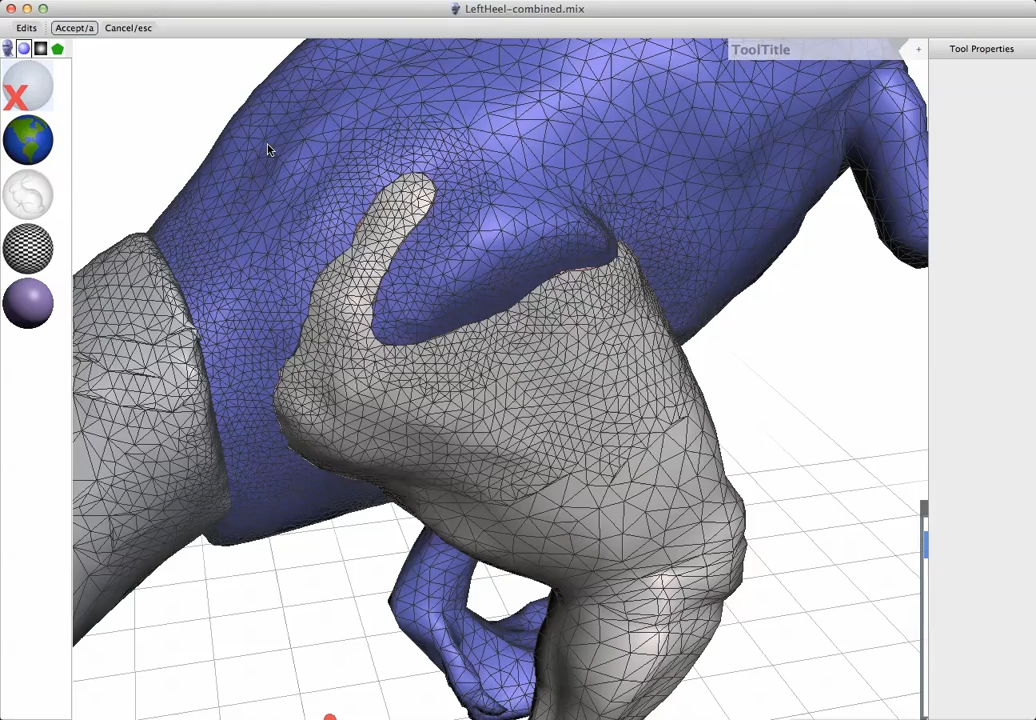 LeftHeel-combined.mix
Edits
Accept/a
Cancel/esc
ToolTitle
+
Tool Properties
X